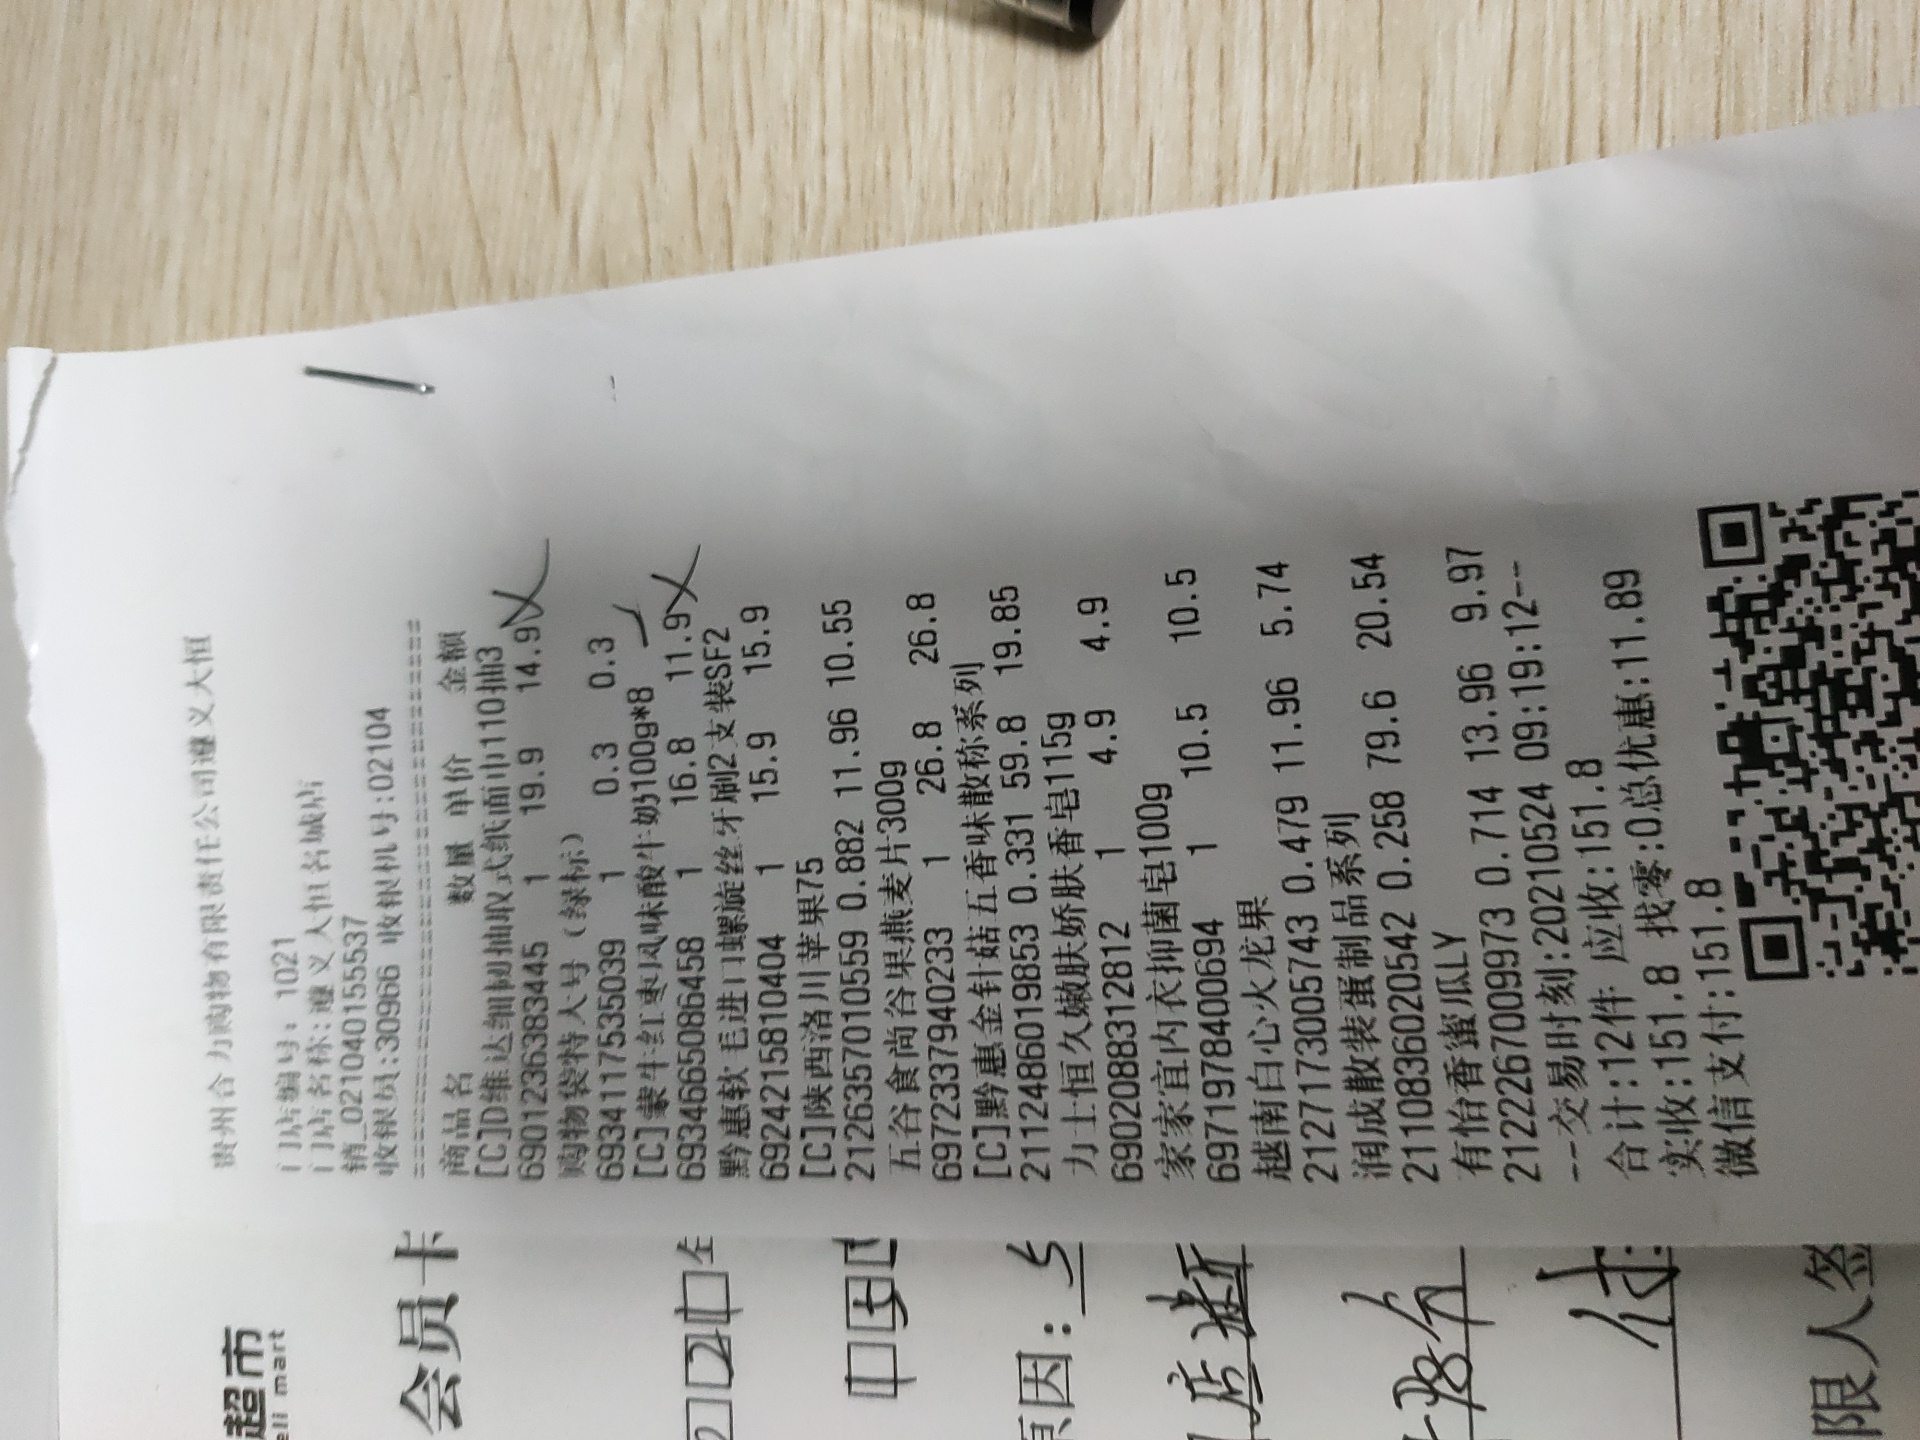 贵州合力购物有限责任公司遵义大恒
门店编号: 1021
门店名称:遵义大恒名城店
销_0210401555537
收银员:30966 收银机号:02104
商品名 数量 单价 金额
[C]D维达细韧抽取式纸面巾110抽3
6901236383445 1 19.9 14.9
购物袋特大号(绿标)
6934117535039 1 0.3 0.3
[C]蒙牛红枣风味酸牛奶100g*8
6934665086458 1 16.8 11.9
黔惠软毛进口螺旋丝牙刷2支装SF2
6924215810404 1 15.9 15.9
[C]陕西洛川苹果75
2126357010559 0.882 11.96 10.55
五谷食尚谷果燕麦片300g
6972337940233 1 26.8 26.8
[C]黔惠金针菇五香味散称系列
2112486019853 0.331 59.8 19.85
力士恒久嫩肤娇肤香皂115g
6902088312812 1 4.9 4.9
家家宜内衣抑菌皂100g
6971978400694 1 10.5 10.5
越南白心火龙果
2127173005743 0.479 11.96 5.74
润成散装蛋制品系列
2110836020542 0.258 79.6 20.54
有怡香蜜瓜LY
2122267009973 0.714 13.96 9.97
---交易时刻:20210524 09:19:12--
合计:12件 应收:151.8
实收:151.8 找零:0总优惠:11.89
微信支付:151.8
超市
eli mart
会员卡
原因:
限人签